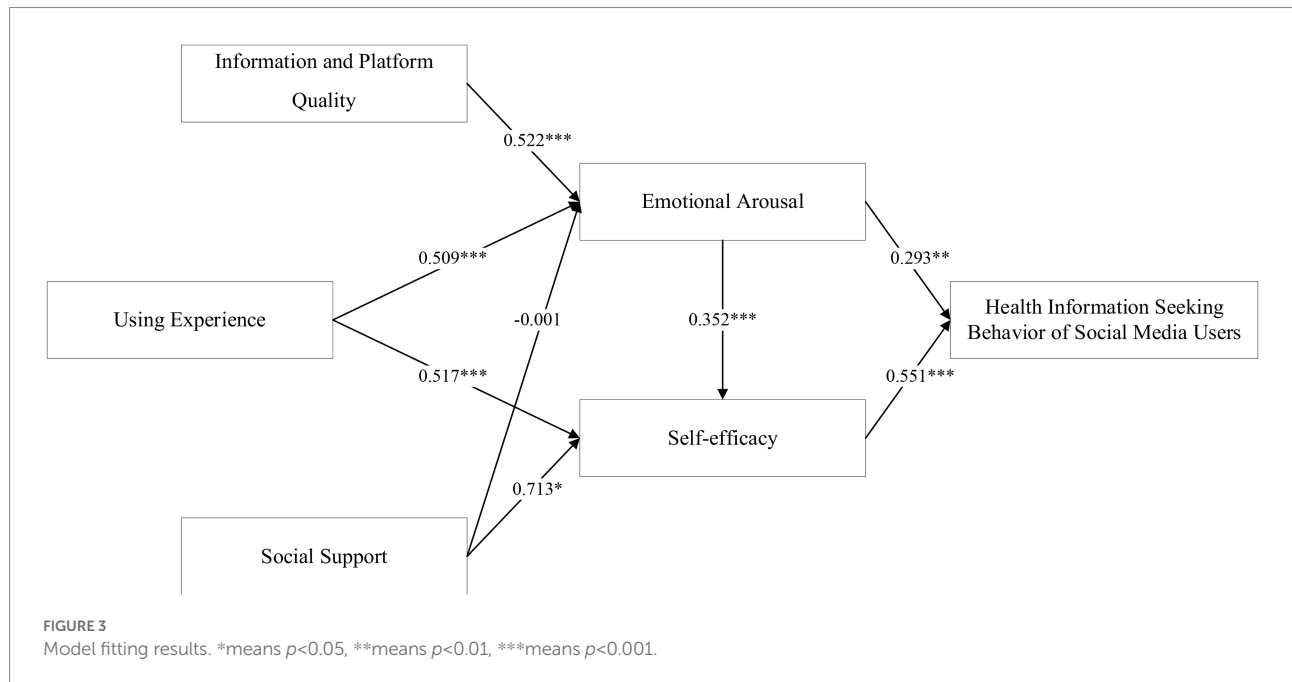 Information and Platform
Quality
0.522***
Emotional Arousal
0.509***
0.293**
Using Experience
-0.001
0.352***
Health Information Seeking
Behavior of Social Media Users
0.517***
0.551***
Self-efficacy
0.713*
Social Support
FIGURE 3
Model fitting results. *means p<0.05, **means p<0.01, ***means p<0.001.